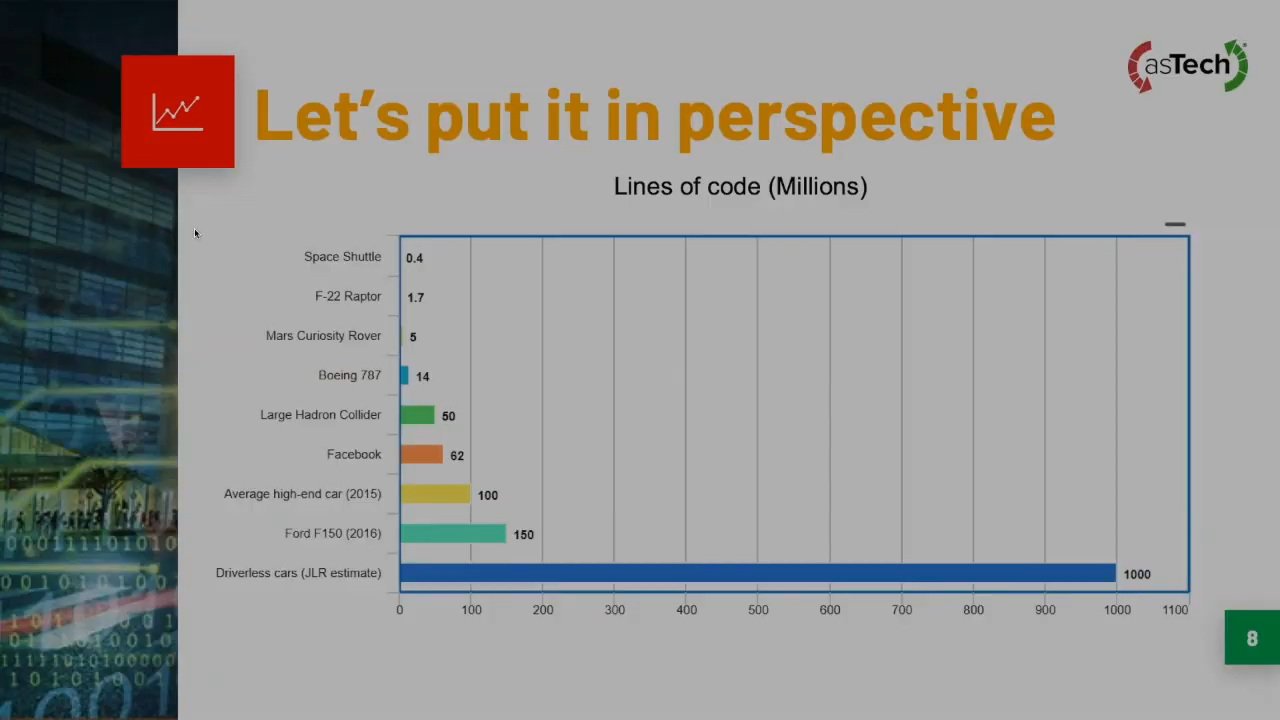 asTech
Let's put it in perspective
Lines of code (Millions)
Space Shuttle 0.4
F-22 Raptor 1.7
Mars Curiosity Rover 5
Boeing 787 14
Large Hadron Collider 50
Facebook 62
Average high-end car (2015) 100
Ford F150 (2016) 150
Driverless cars (JLR estimate) 1000
0 100 200 300 400 500 600 700 800 900 1000 1100
8